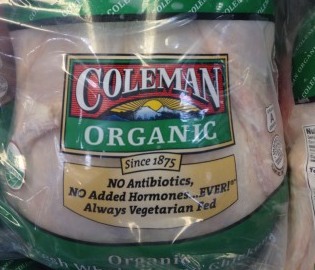 COLEMAN
ORGANIC
Since 1875
NO Antibiotics,
NO Added Hormones...EVER!*
Always Vegetarian Fed
Organic